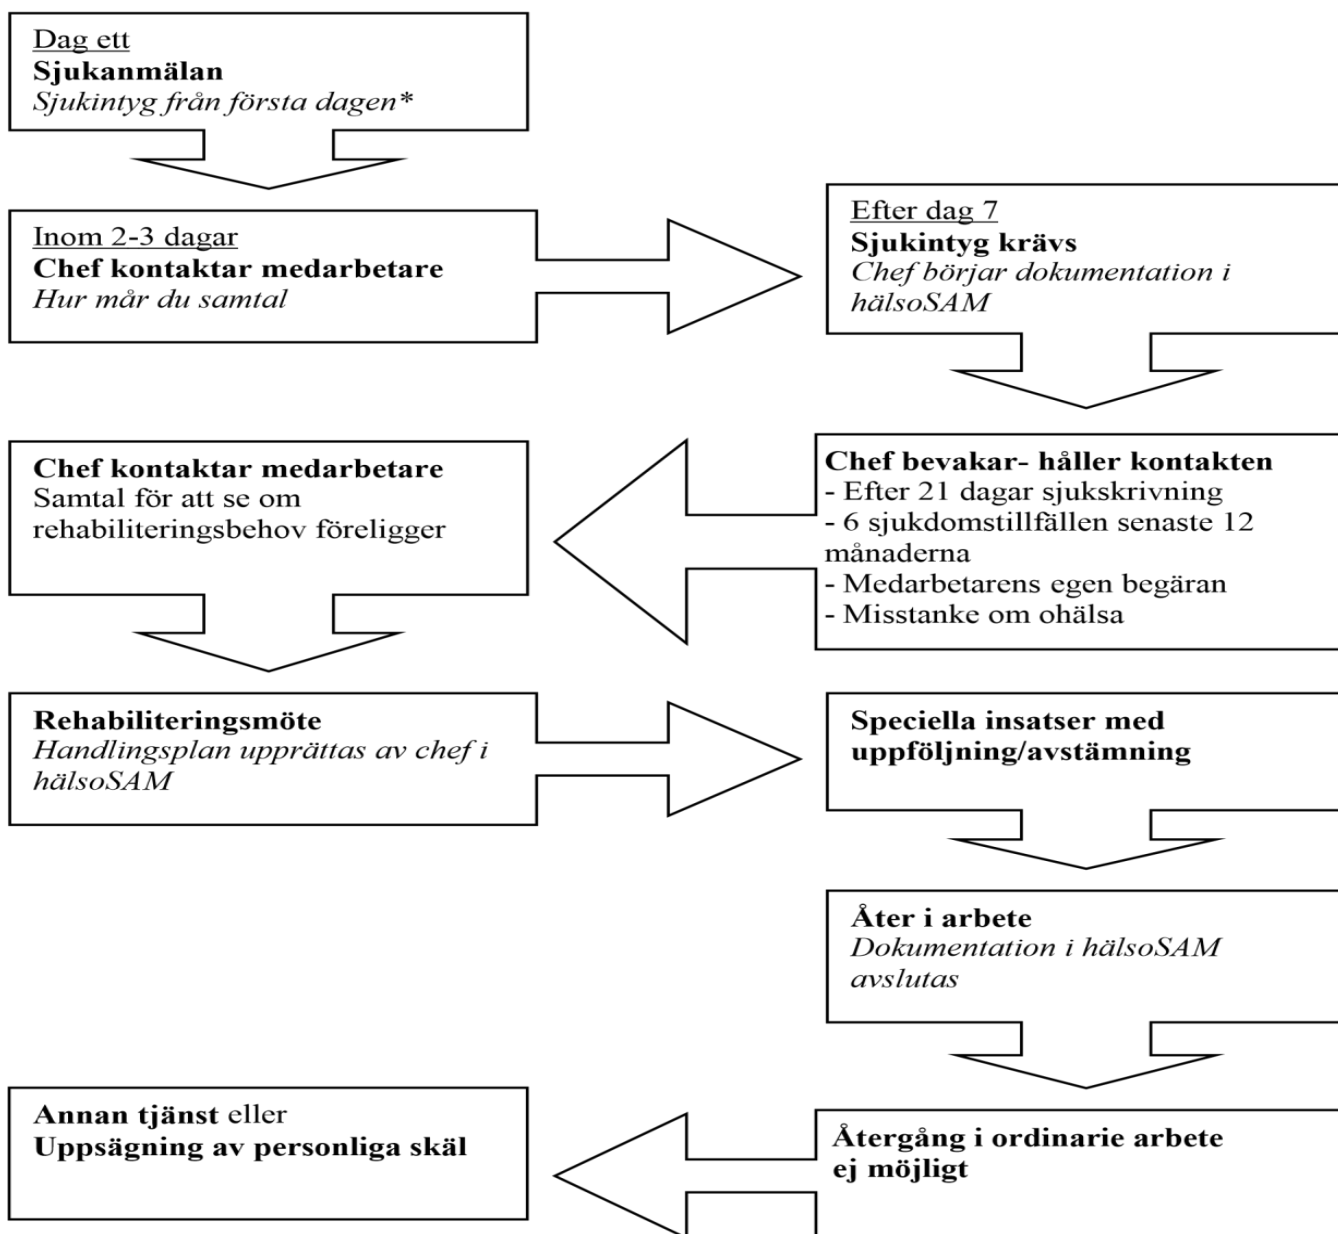 Dag ett
Sjukanmälan
Sjukintyg från första dagen*
Inom 2-3 dagar
Chef kontaktar medarbetare
Hur mår du samtal
Efter dag 7
Sjukintyg krävs
Chef börjar dokumentation i
hälsoSAM
Chef bevakar- håller kontakten
- Efter 21 dagar sjukskrivning
- 6 sjukdomstillfällen senaste 12
månaderna
- Medarbetarens egen begäran
- Misstanke om ohälsa
Chef kontaktar medarbetare
Samtal för att se om
rehabiliteringsbehov föreligger
Rehabiliteringsmöte
Handlingsplan upprättas av chef i
hälsoSAM
Speciella insatser med
uppföljning/avstämning
Åter i arbete
Dokumentation i hälsoSAM
avslutas
Återgång i ordinarie arbete
ej möjligt
Annan tjänst eller
Uppsägning av personliga skäl